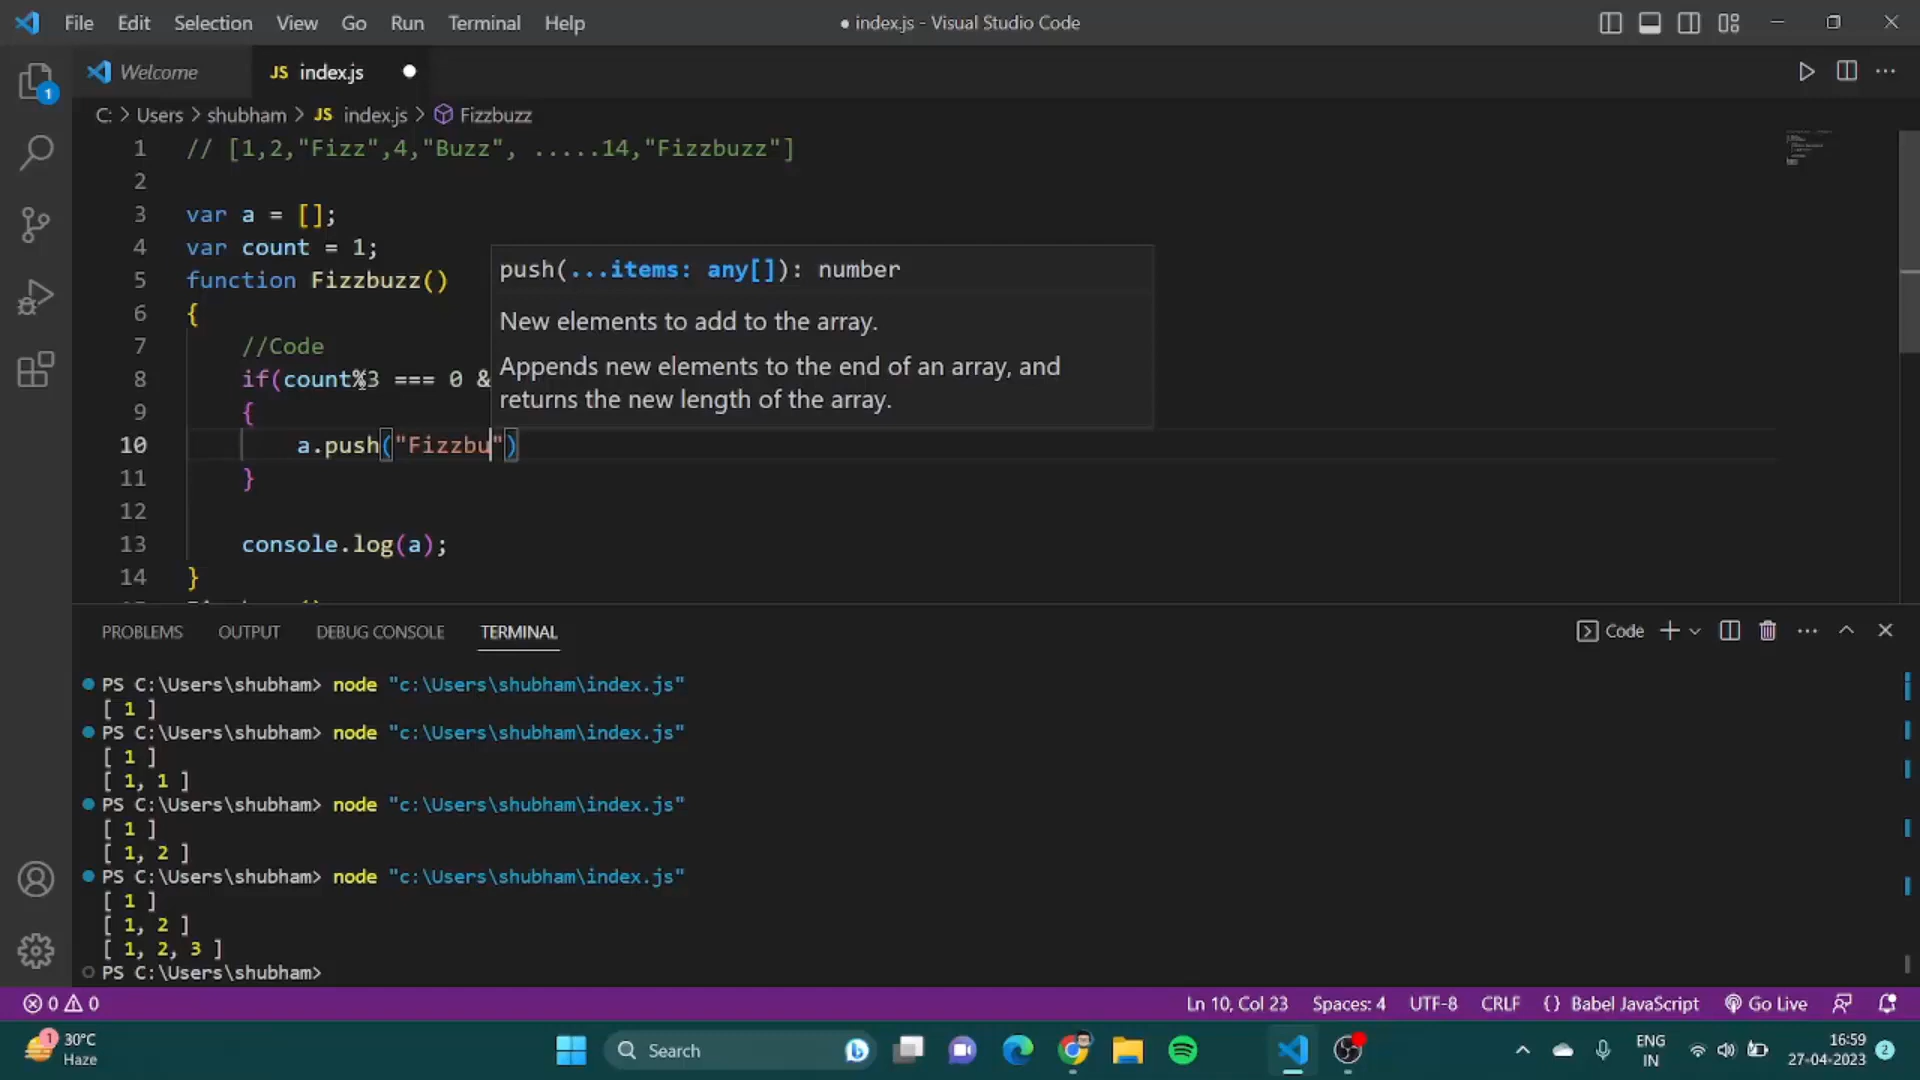 File Edit Selection View Go Run Terminal Help ● index.js - Visual Studio Code
Welcome JS index.js ●
C: > Users > shubham > JS index.js > Fizzbuzz
1 // [1,2,"Fizz",4,"Buzz", .....14,"Fizzbuzz"]
2
3 var a = [];
4 var count = 1;
5 function Fizzbuzz()
6 {
7 //Code
8 if(count%3 === 0 &
9 {
10 a.push("Fizzbu")
11 }
12
13 console.log(a);
14 }
push(...items: any[]): number
New elements to add to the array.
Appends new elements to the end of an array, and
returns the new length of the array.
PROBLEMS OUTPUT DEBUG CONSOLE TERMINAL Code
PS C:\Users\shubham> node "c:\Users\shubham\index.js"
[ 1 ]
PS C:\Users\shubham> node "c:\Users\shubham\index.js"
[ 1 ]
[ 1, 1 ]
PS C:\Users\shubham> node "c:\Users\shubham\index.js"
[ 1 ]
[ 1, 2 ]
PS C:\Users\shubham> node "c:\Users\shubham\index.js"
[ 1 ]
[ 1, 2 ]
[ 1, 2, 3 ]
PS C:\Users\shubham>
1
0 0 Ln 10, Col 23 Spaces: 4 UTF-8 CRLF {} Babel JavaScript Go Live
1 30°C
Haze
Search
ENG
IN
16:59
27-04-2023
2